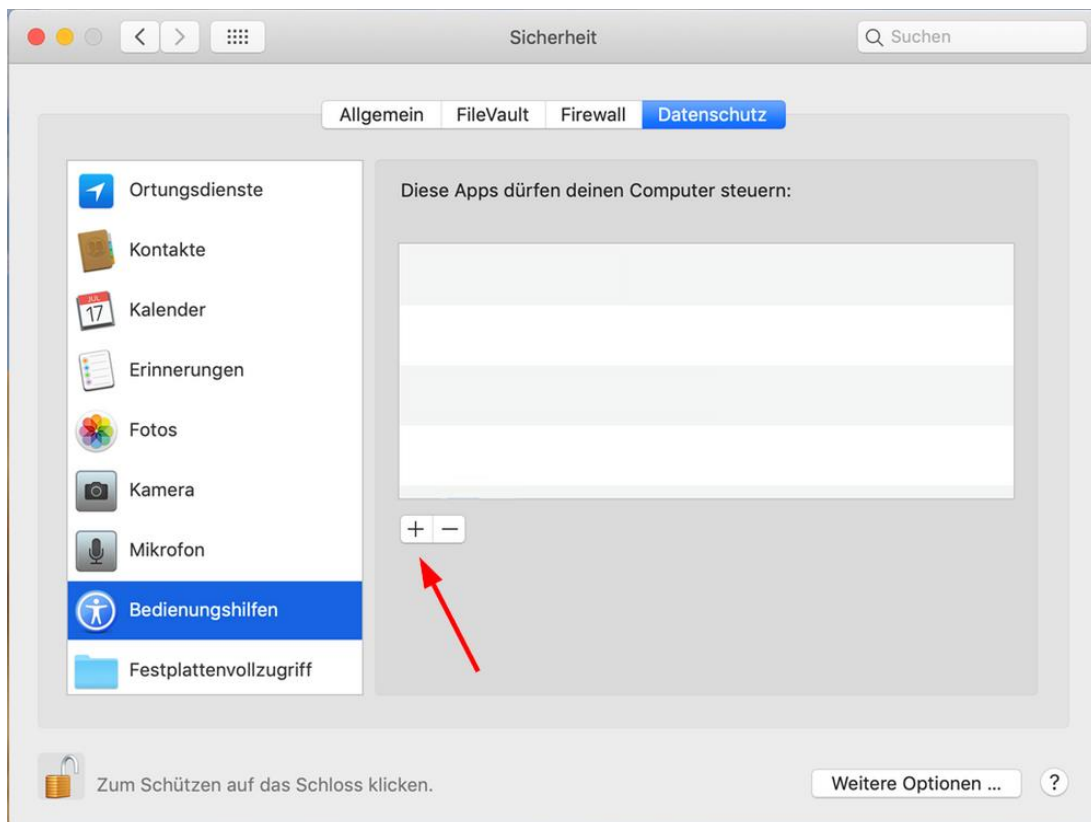 Sicherheit
Suchen
Allgemein
FileVault
Firewall
Datenschutz
Ortungsdienste
Kontakte
JUL
17
Kalender
Erinnerungen
Fotos
Kamera
Mikrofon
Bedienungshilfen
Festplattenvollzugriff
Diese Apps dürfen deinen Computer steuern:
+ −
Zum Schützen auf das Schloss klicken.
Weitere Optionen ...
?